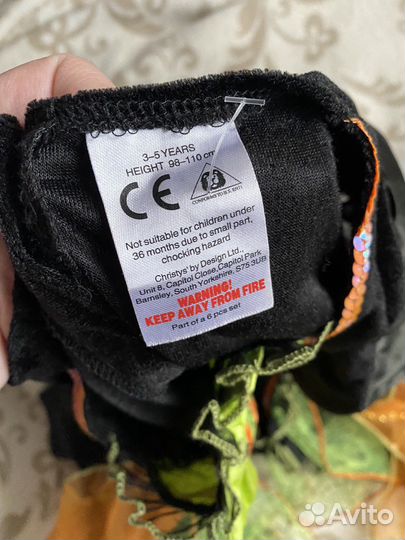 3–5 YEARS
HEIGHT 98–110 cm
CE
CONFORMS TO B.S. EN71
Not suitable for children under
36 months due to small part,
chocking hazard
Christys by Design Ltd.,
Unit 8, Capitol Close, Capitol Park
Barnsley, South Yorkshire, S75 3UB
WARNING!
KEEP AWAY FROM FIRE
Part of a 6 pcs set
Avito